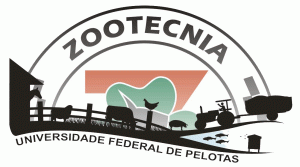 ZOOTECNIA
UNIVERSIDADE FEDERAL DE PELOTAS